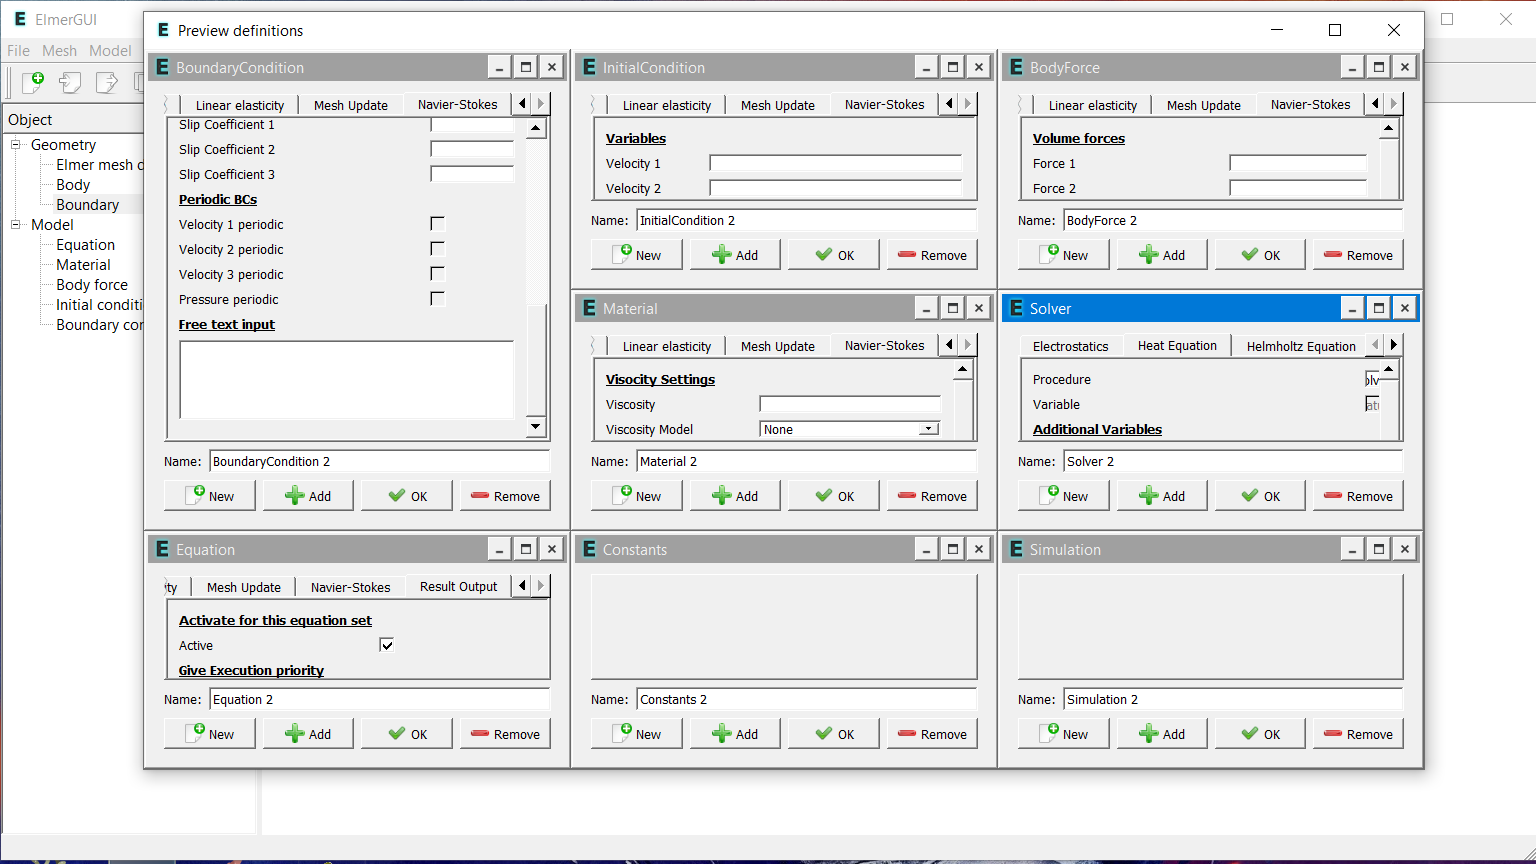 ElmerGUI
File Mesh Model
Object
Geometry
Elmer mesh
Body
Boundary
Model
Equation
Material
Body force
Initial
Boundary
Preview definitions
BoundaryCondition
Linear elasticity Mesh Update Navier-Stokes
Slip Coefficient 1
Slip Coefficient 2
Slip Coefficient 3
Periodic BCs
Velocity 1 periodic
Velocity 2 periodic
Velocity 3 periodic
Pressure periodic
Free text input
Name: BoundaryCondition 2
New Add OK Remove
InitialCondition
Linear elasticity Mesh Update Navier-Stokes
Variables
Velocity 1
Velocity 2
Name: InitialCondition 2
New Add OK Remove
BodyForce
Linear elasticity Mesh Update Navier-Stokes
Volume forces
Force 1
Force 2
Name: BodyForce 2
New Add OK Remove
Material
Linear elasticity Mesh Update Navier-Stokes
Visocity Settings
Viscosity
Viscosity Model None
Name: Material 2
New Add OK Remove
Solver
Electrostatics Heat Equation Helmholtz Equation
Procedure
Variable
Additional Variables
Name: Solver 2
New Add OK Remove
Equation
ity Mesh Update Navier-Stokes Result Output
Activate for this equation set
Active
Give Execution priority
Name: Equation 2
New Add OK Remove
Constants
Name: Constants 2
New Add OK Remove
Simulation
Name: Simulation 2
New Add OK Remove